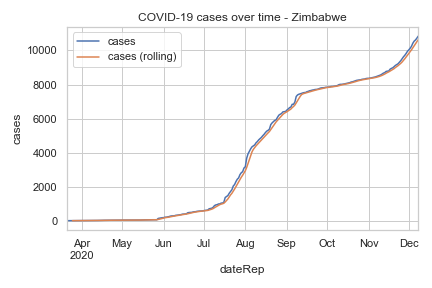 COVID-19 cases over time - Zimbabwe
cases
cases (rolling)
10000
8000
6000
4000
2000
0
cases
Apr May Jun Jul Aug Sep Oct Nov Dec
2020
dateRep